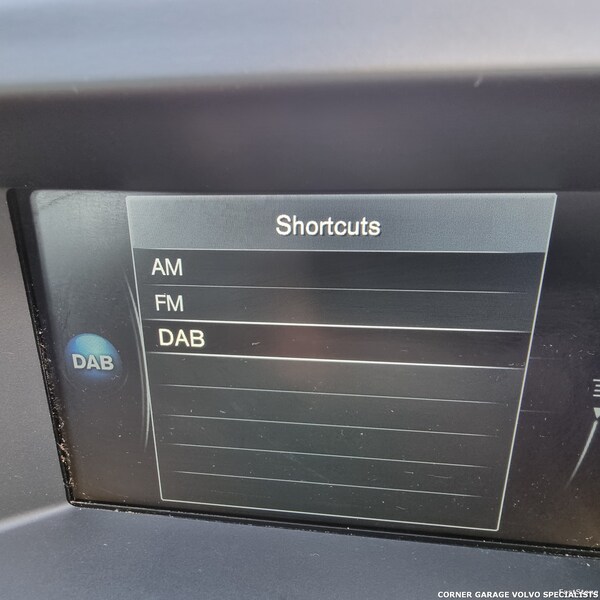 Shortcuts
AM
FM
DAB
DAB
CORNER GARAGE VOLVO SPECIALISTS